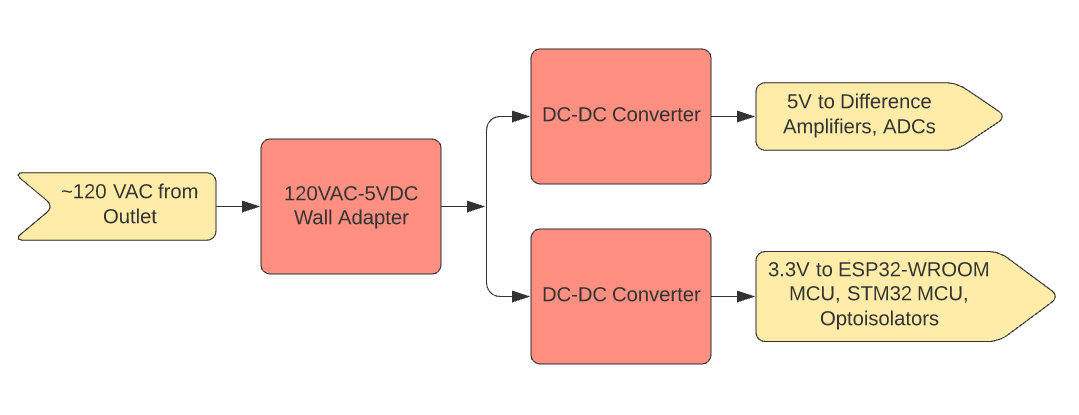 ~120 VAC from
Outlet
120VAC-5VDC
Wall Adapter
DC-DC Converter
5V to Difference
Amplifiers, ADCs
DC-DC Converter
3.3V to ESP32-WROOM
MCU, STM32 MCU,
Optoisolators